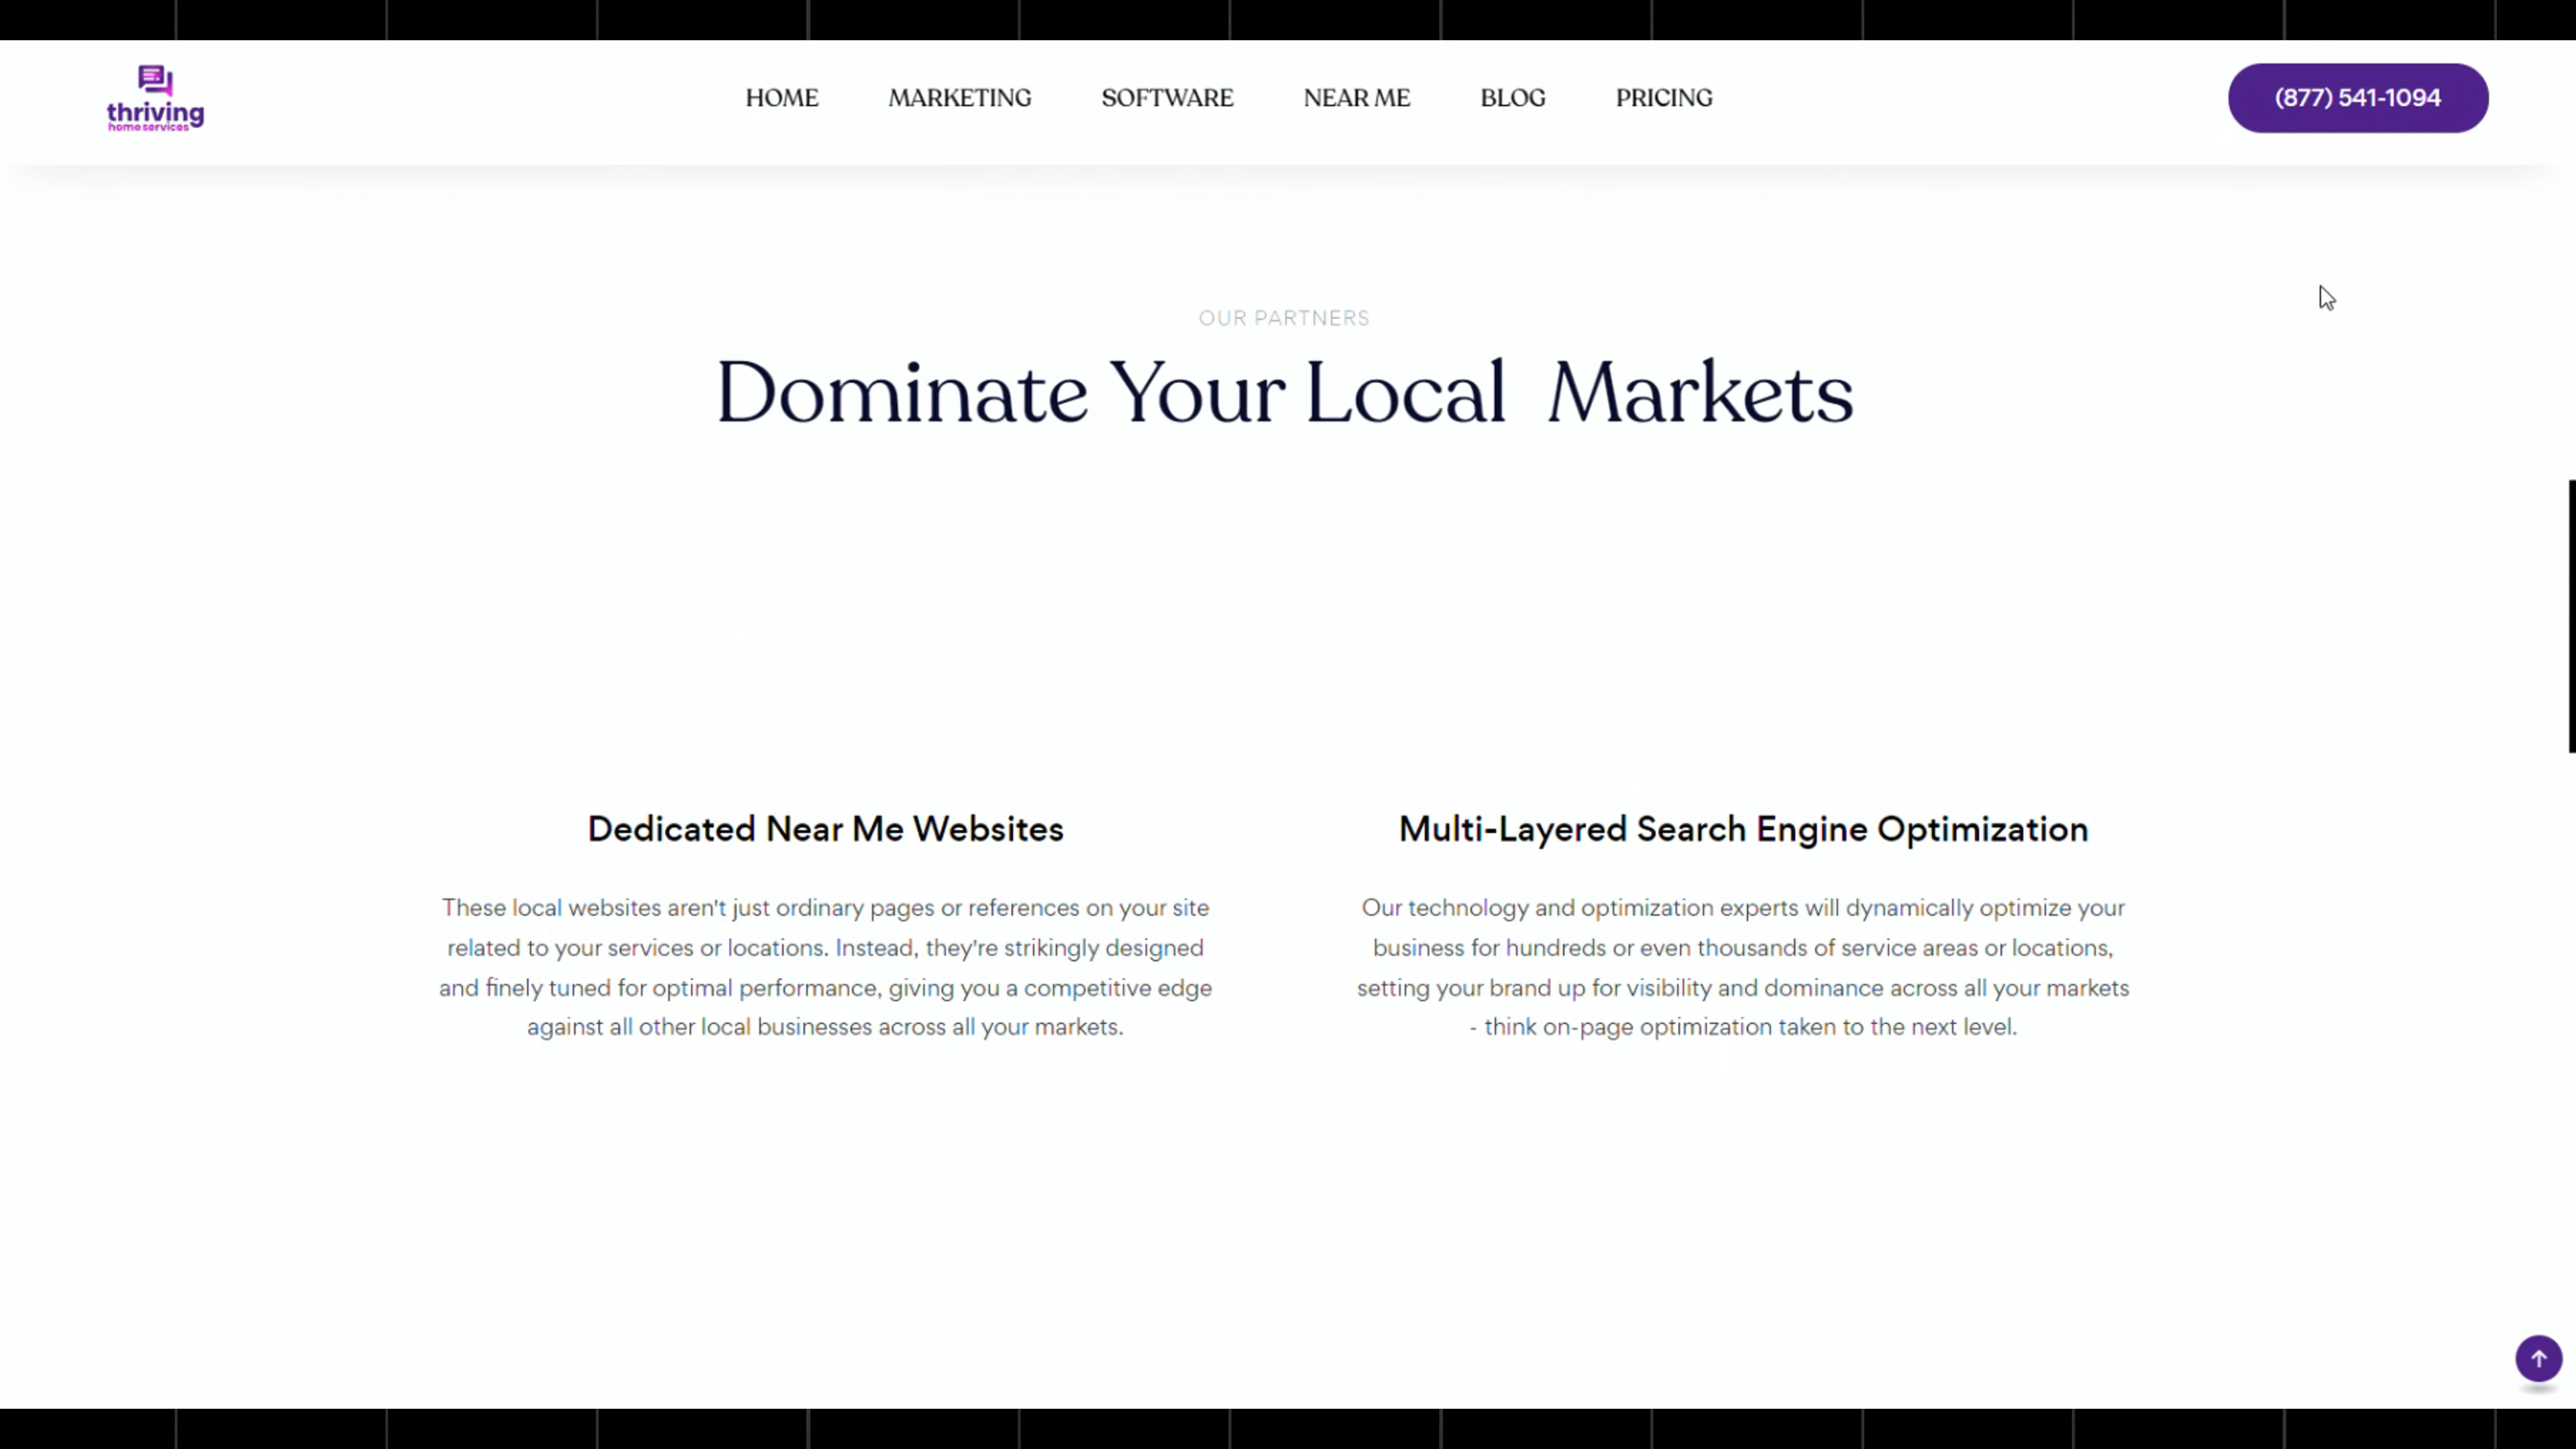 thriving
home services
HOME MARKETING SOFTWARE NEAR ME BLOG PRICING
(877) 541-1094
OUR PARTNERS
Dominate Your Local Markets
Dedicated Near Me Websites
These local websites aren't just ordinary pages or references on your site
related to your services or locations. Instead, they're strikingly designed
and finely tuned for optimal performance, giving you a competitive edge
against all other local businesses across all your markets.
Multi-Layered Search Engine Optimization
Our technology and optimization experts will dynamically optimize your
business for hundreds or even thousands of service areas or locations,
setting your brand up for visibility and dominance across all your markets
- think on-page optimization taken to the next level.